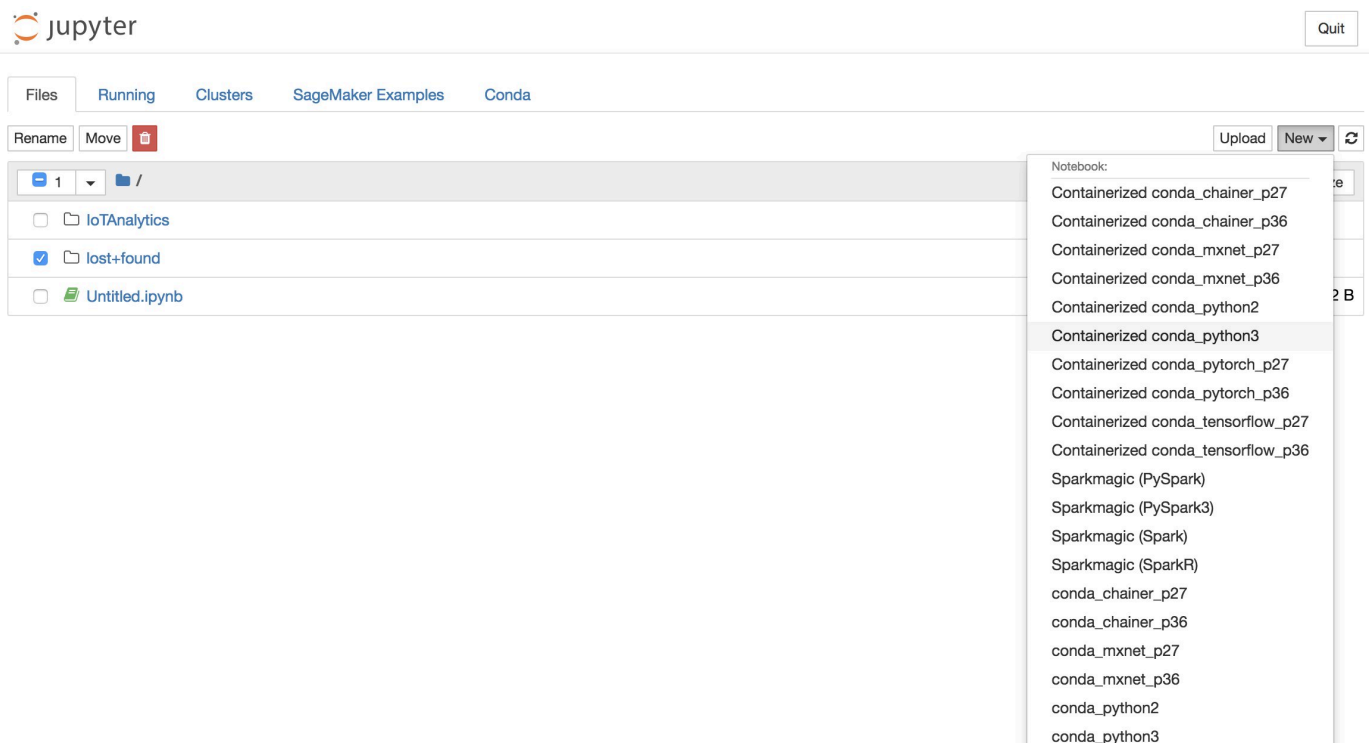 jupyter
Quit
Files Running Clusters SageMaker Examples Conda
Rename Move Upload New
1 /
Notebook:
Containerized conda_chainer_p27
IoTAnalytics
Containerized conda_chainer_p36
lost+found
Containerized conda_mxnet_p27
Containerized conda_mxnet_p36
Untitled.ipynb
2 B
Containerized conda_python2
Containerized conda_python3
Containerized conda_pytorch_p27
Containerized conda_pytorch_p36
Containerized conda_tensorflow_p27
Containerized conda_tensorflow_p36
Sparkmagic (PySpark)
Sparkmagic (PySpark3)
Sparkmagic (Spark)
Sparkmagic (SparkR)
conda_chainer_p27
conda_chainer_p36
conda_mxnet_p27
conda_mxnet_p36
conda_python2
conda_python3